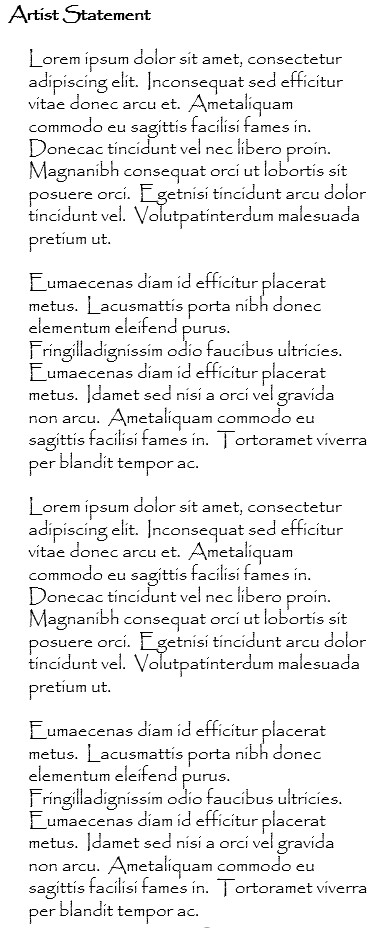 Artist Statement
Lorem ipsum dolor sit amet, consectetur
adipiscing elit. Inconsequat sed efficitur
vitae donec arcu et. Ametaliquam
commodo eu sagittis facilisi fames in.
Donecac tincidunt vel nec libero proin.
Magnanibh consequat orci ut lobortis sit
posuere orci. Egetnisi tincidunt arcu dolor
tincidunt vel. Volutpatinterdum malesuada
pretium ut.
Eumaecenas diam id efficitur placerat
metus. Lacusmattis porta nibh donec
elementum eleifend purus.
Fringilladignissim odio faucibus ultricies.
Eumaecenas diam id efficitur placerat
metus. Idamet sed nisi a orci vel gravida
non arcu. Ametaliquam commodo eu
sagittis facilisi fames in. Tortoramet viverra
per blandit tempor ac.
Lorem ipsum dolor sit amet, consectetur
adipiscing elit. Inconsequat sed efficitur
vitae donec arcu et. Ametaliquam
commodo eu sagittis facilisi fames in.
Donecac tincidunt vel nec libero proin.
Magnanibh consequat orci ut lobortis sit
posuere orci. Egetnisi tincidunt arcu dolor
tincidunt vel. Volutpatinterdum malesuada
pretium ut.
Eumaecenas diam id efficitur placerat
metus. Lacusmattis porta nibh donec
elementum eleifend purus.
Fringilladignissim odio faucibus ultricies.
Eumaecenas diam id efficitur placerat
metus. Idamet sed nisi a orci vel gravida
non arcu. Ametaliquam commodo eu
sagittis facilisi fames in. Tortoramet viverra
per blandit tempor ac.